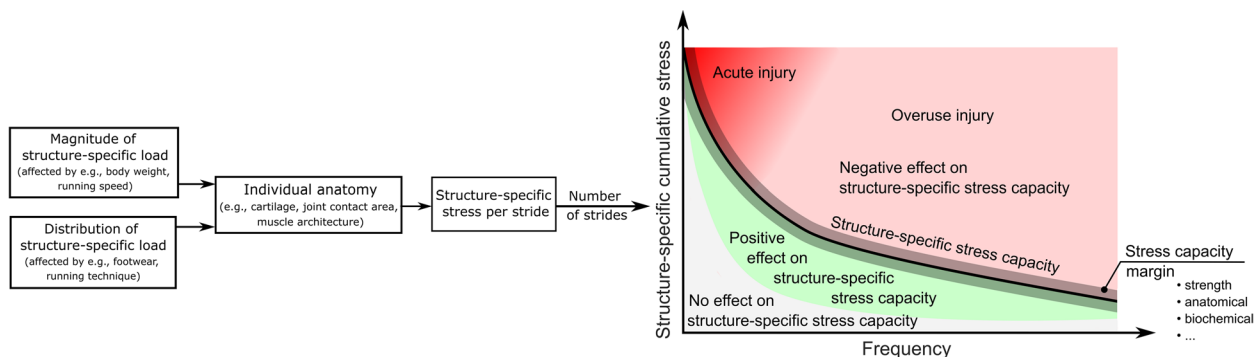 Magnitude of
structure-specific load
(affected by e.g., body weight,
running speed)
Distribution of
structure-specific load
(affected by e.g., footwear,
running technique)
Individual anatomy
(e.g., cartilage, joint contact area,
muscle architecture)
Structure-specific
stress per stride
Number
of strides
Structure-specific cumulative stress
Acute injury
Overuse injury
Negative effect on
structure-specific stress capacity
Structure-specific stress capacity
Positive
effect on
structure-specific
stress capacity
No effect on
structure-specific stress capacity
Frequency
Stress capacity
margin
• strength
• anatomical
• biochemical
• ...